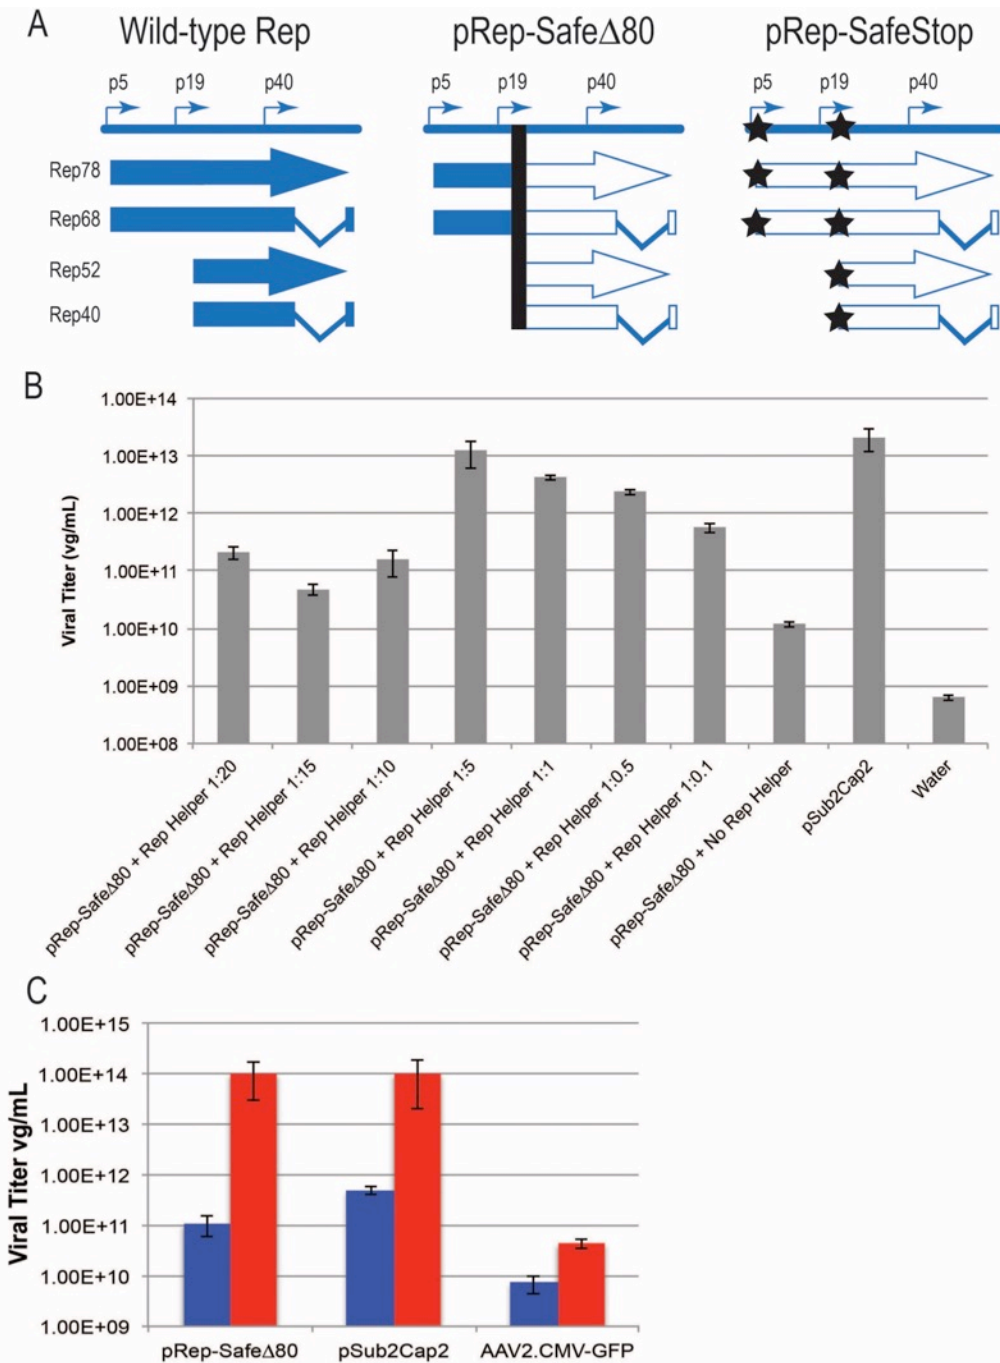 A
Wild-type Rep
pRep-SafeΔ80
pRep-SafeStop
p5 p19 p40
p5 p19 p40
p5 p19 p40
Rep78
Rep68
Rep52
Rep40
B
Viral Titer (vg/mL)
1.00E+14
1.00E+13
1.00E+12
1.00E+11
1.00E+10
1.00E+09
1.00E+08
pRep-SafeΔ80 + Rep Helper 1:20
pRep-SafeΔ80 + Rep Helper 1:15
pRep-SafeΔ80 + Rep Helper 1:10
pRep-SafeΔ80 + Rep Helper 1:5
pRep-SafeΔ80 + Rep Helper 1:1
pRep-SafeΔ80 + Rep Helper 1:0.5
pRep-SafeΔ80 + Rep Helper 1:0.1
pRep-SafeΔ80 + No Rep Helper
pSub2Cap2
Water
C
Viral Titer vg/mL
1.00E+15
1.00E+14
1.00E+13
1.00E+12
1.00E+11
1.00E+10
1.00E+09
pRep-SafeΔ80
pSub2Cap2
AAV2.CMV-GFP